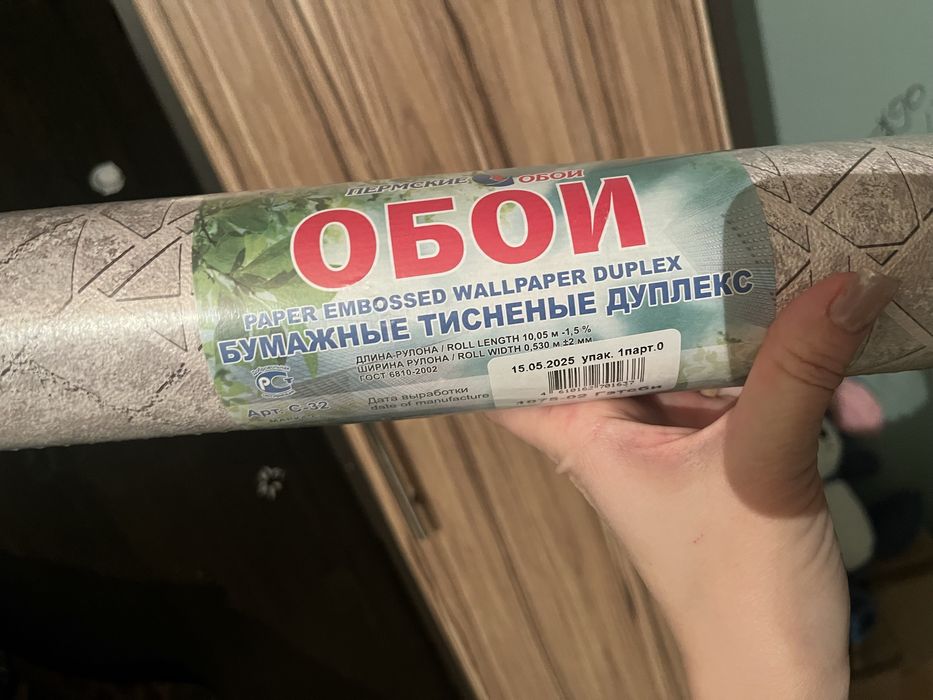 ПЕРМСКИЕ ОБОИ
ОБОИ
PAPER EMBOSSED WALLPAPER DUPLEX
БУМАЖНЫЕ ТИСНЕНЫЕ ДУПЛЕКС
ДЛИНА-РУЛОНА / ROLL LENGTH 10,05 м -1,5 %
ШИРИНА РУЛОНА / ROLL WIDTH 0,530 м ±2 мм
ГОСТ 6810-2002
15.05.2025 упак. 1парт.0
Дата выработки
date of manufacture
Арт. С-32